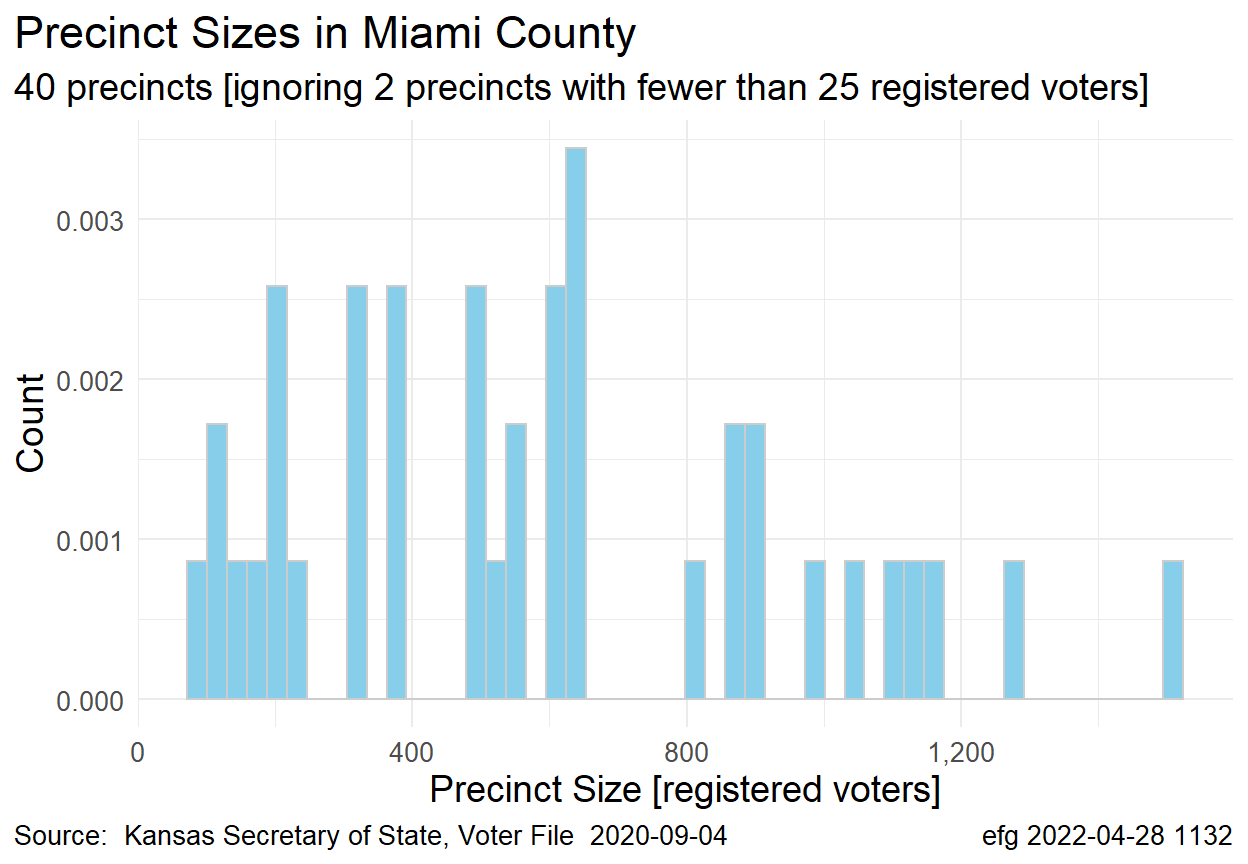 Precinct Sizes in Miami County
40 precincts [ignoring 2 precincts with fewer than 25 registered voters]
0.003
0.002
0.001
0.000
Count
0 400 800 1,200
Precinct Size [registered voters]
Source:  Kansas Secretary of State, Voter File  2020-09-04 efg 2022-04-28 1132